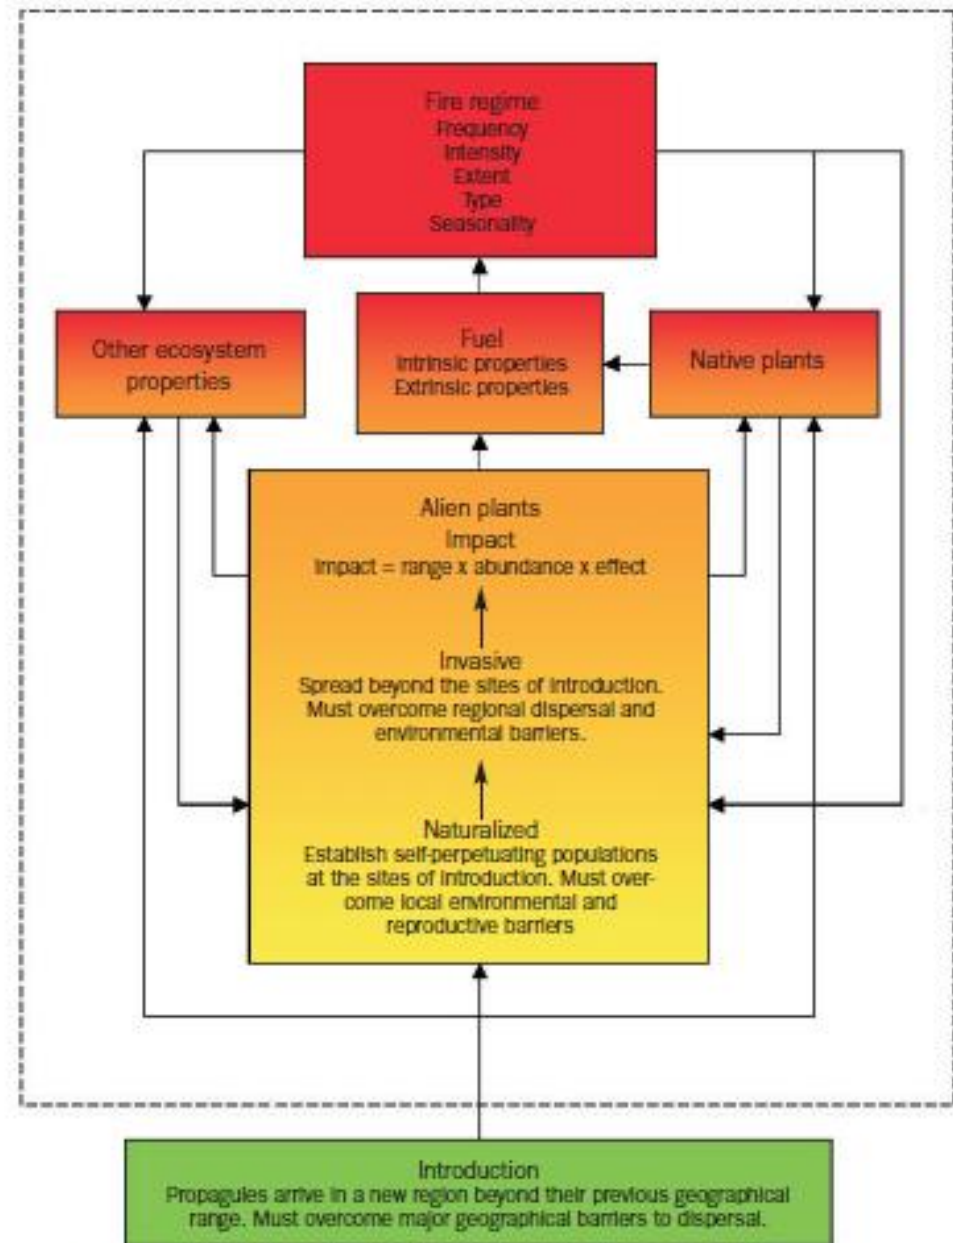 Fire regime
Frequency
Intensity
Extent
Type
Seasonality
Other ecosystem
properties
Fuel
Intrinsic properties
Extrinsic properties
Native plants
Alien plants
Impact
Impact = range x abundance x effect
Invasive
Spread beyond the sites of introduction.
Must overcome regional dispersal and
environmental barriers.
Naturalized
Establish self-perpetuating populations
at the sites of introduction. Must over-
come local environmental and
reproductive barriers
Introduction
Propagules arrive in a new region beyond their previous geographical
range. Must overcome major geographical barriers to dispersal.